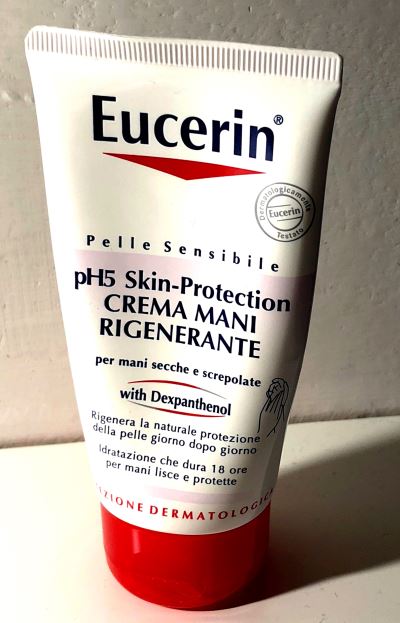 Eucerin®
Dermatologicamente
Eucerin
Testato
Pelle Sensibile
pH5 Skin-Protection
CREMA MANI
RIGENERANTE
per mani secche e screpolate
with Dexpanthenol
Rigenera la naturale protezione
della pelle giorno dopo giorno
Idratazione che dura 18 ore
per mani lisce e protette
ZIONE DERMATOLOGICA